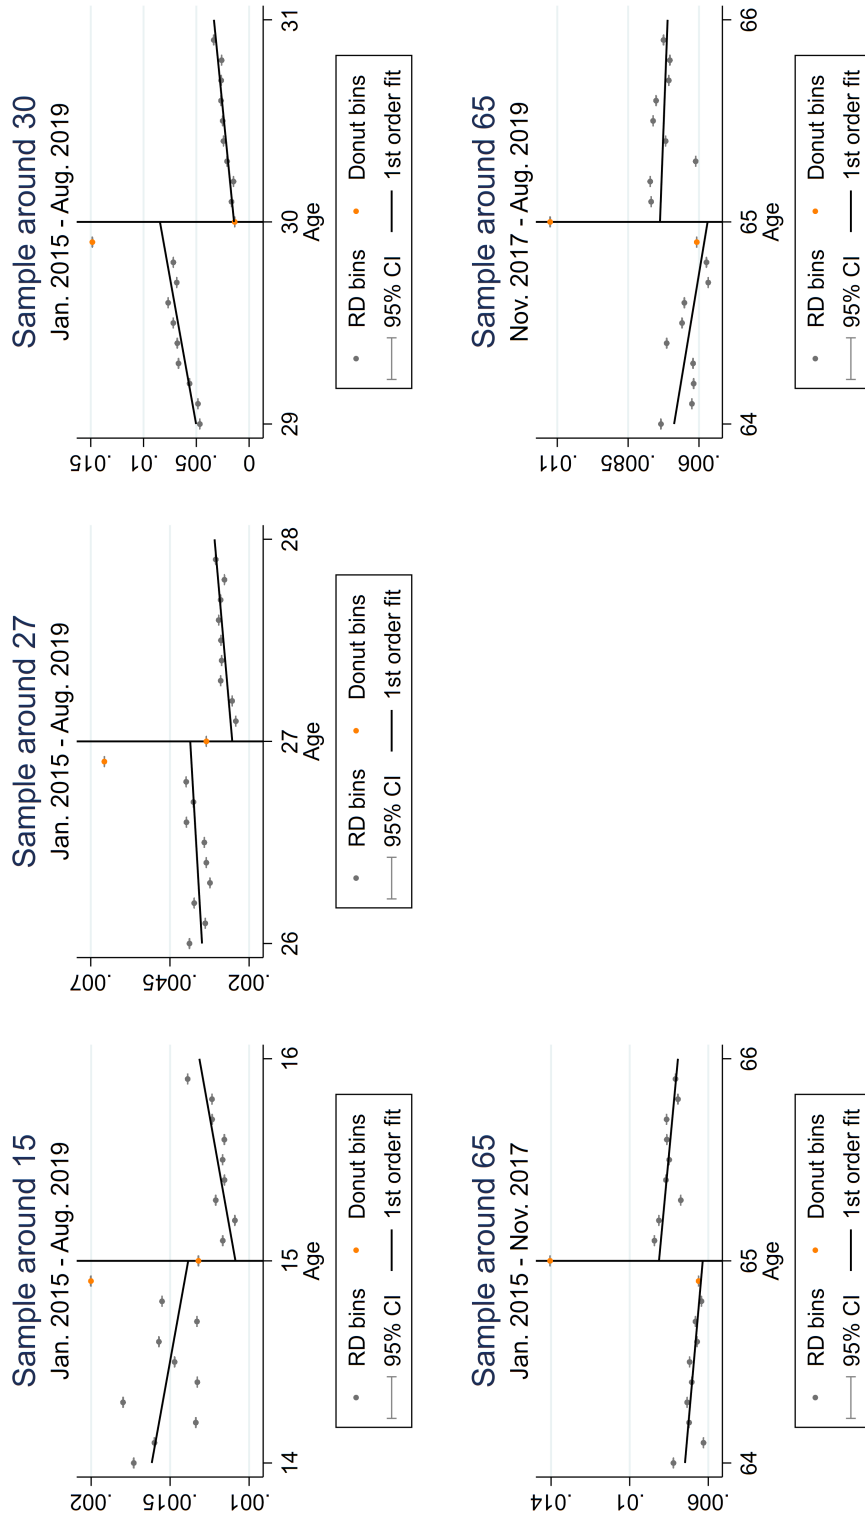 Sample around 15
Jan. 2015 - Aug. 2019
.002
.0015
.001
14
15
16
Age
RD bins
Donut bins
95% CI
1st order fit
Sample around 27
Jan. 2015 - Aug. 2019
.007
.0045
.002
26
27
28
Age
RD bins
Donut bins
95% CI
1st order fit
Sample around 30
Jan. 2015 - Aug. 2019
.015
.01
.005
0
29
30
31
Age
RD bins
Donut bins
95% CI
1st order fit
Sample around 65
Jan. 2015 - Nov. 2017
.014
.01
.006
64
65
66
Age
RD bins
Donut bins
95% CI
1st order fit
Sample around 65
Nov. 2017 - Aug. 2019
.011
.0085
.006
64
65
66
Age
RD bins
Donut bins
95% CI
1st order fit